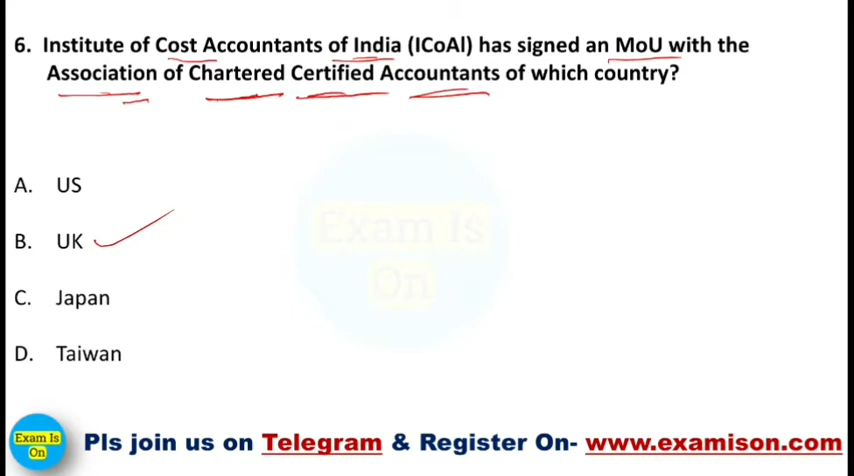 6. Institute of Cost Accountants of India (ICoAI) has signed an MoU with the
Association of Chartered Certified Accountants of which country?
A. US
B. UK
C. Japan
D. Taiwan
Exam Is
On
Exam Is
On
Pls join us on Telegram & Register On- www.examison.com